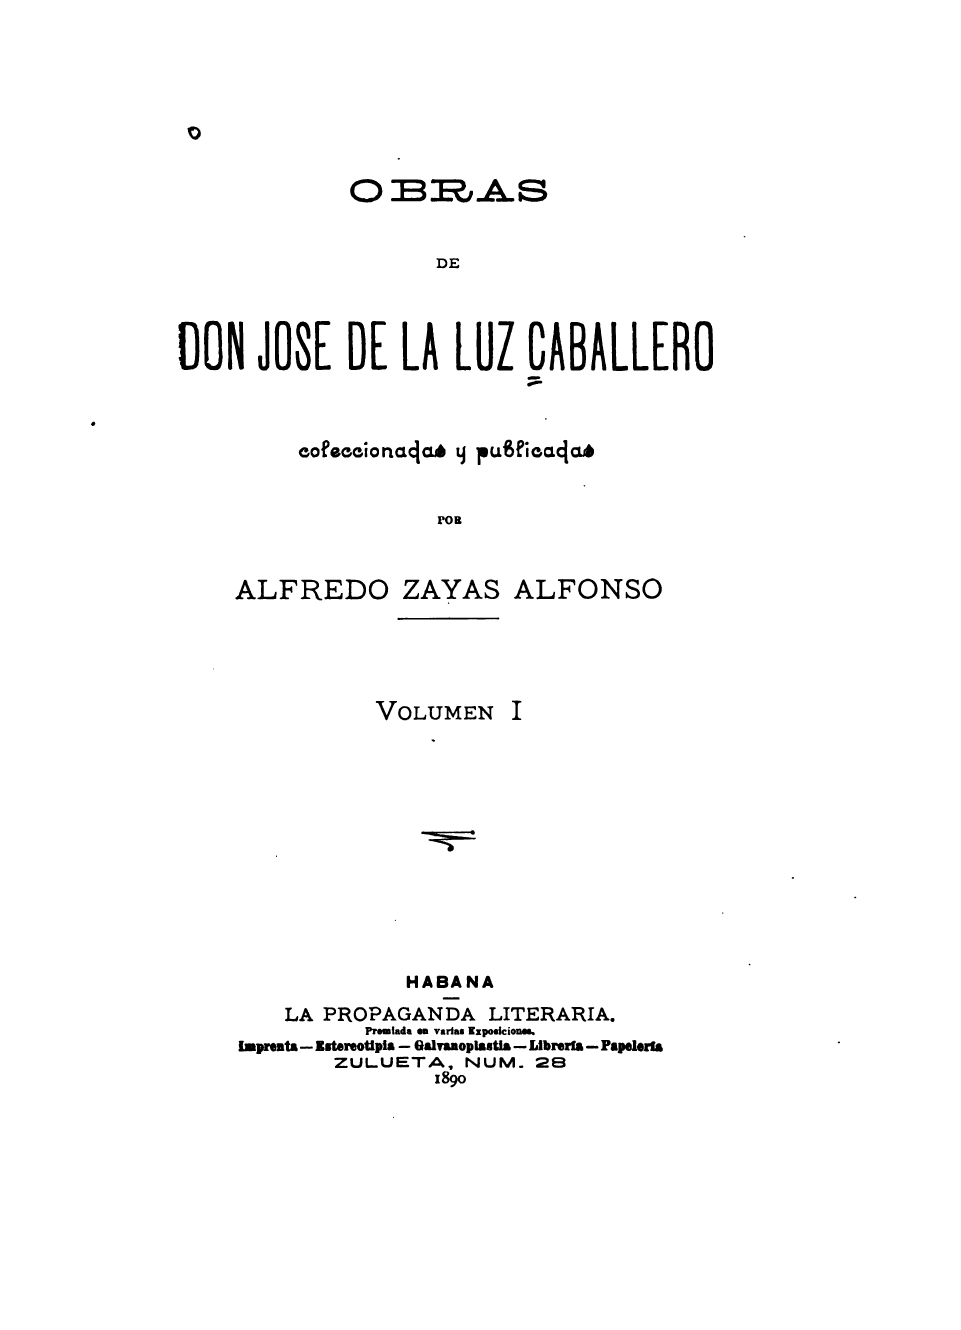 OBRAS
DE
DON JOSE DE LA LUZ CABALLERO
coleccionadas y publicadas
POR
ALFREDO ZAYAS ALFONSO
VOLUMEN I
HABANA
LA PROPAGANDA LITERARIA.
Premiada en varias Exposiciones.
Imprenta—Estereotipia—Galvanoplastia—Librería—Papelería
ZULUETA, NUM. 28
1890